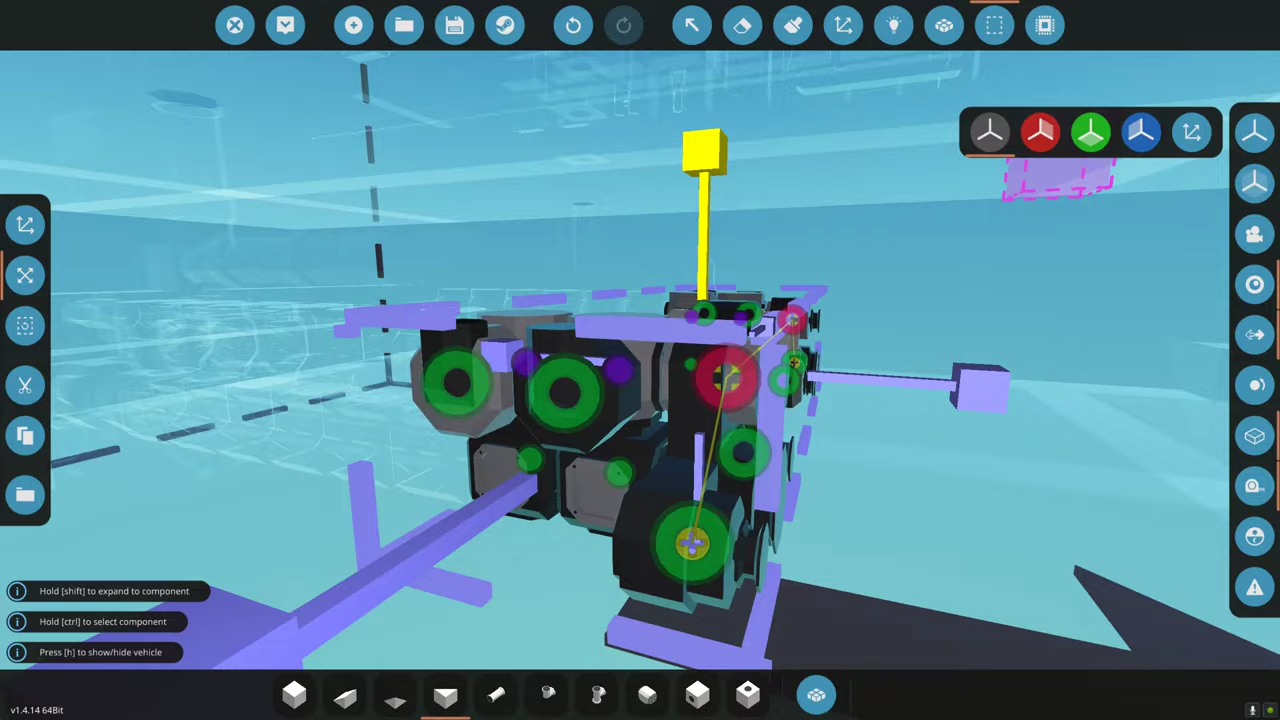 Hold [shift] to expand to component
Hold [ctrl] to select component
Press [h] to show/hide vehicle
v1.4.14 64Bit